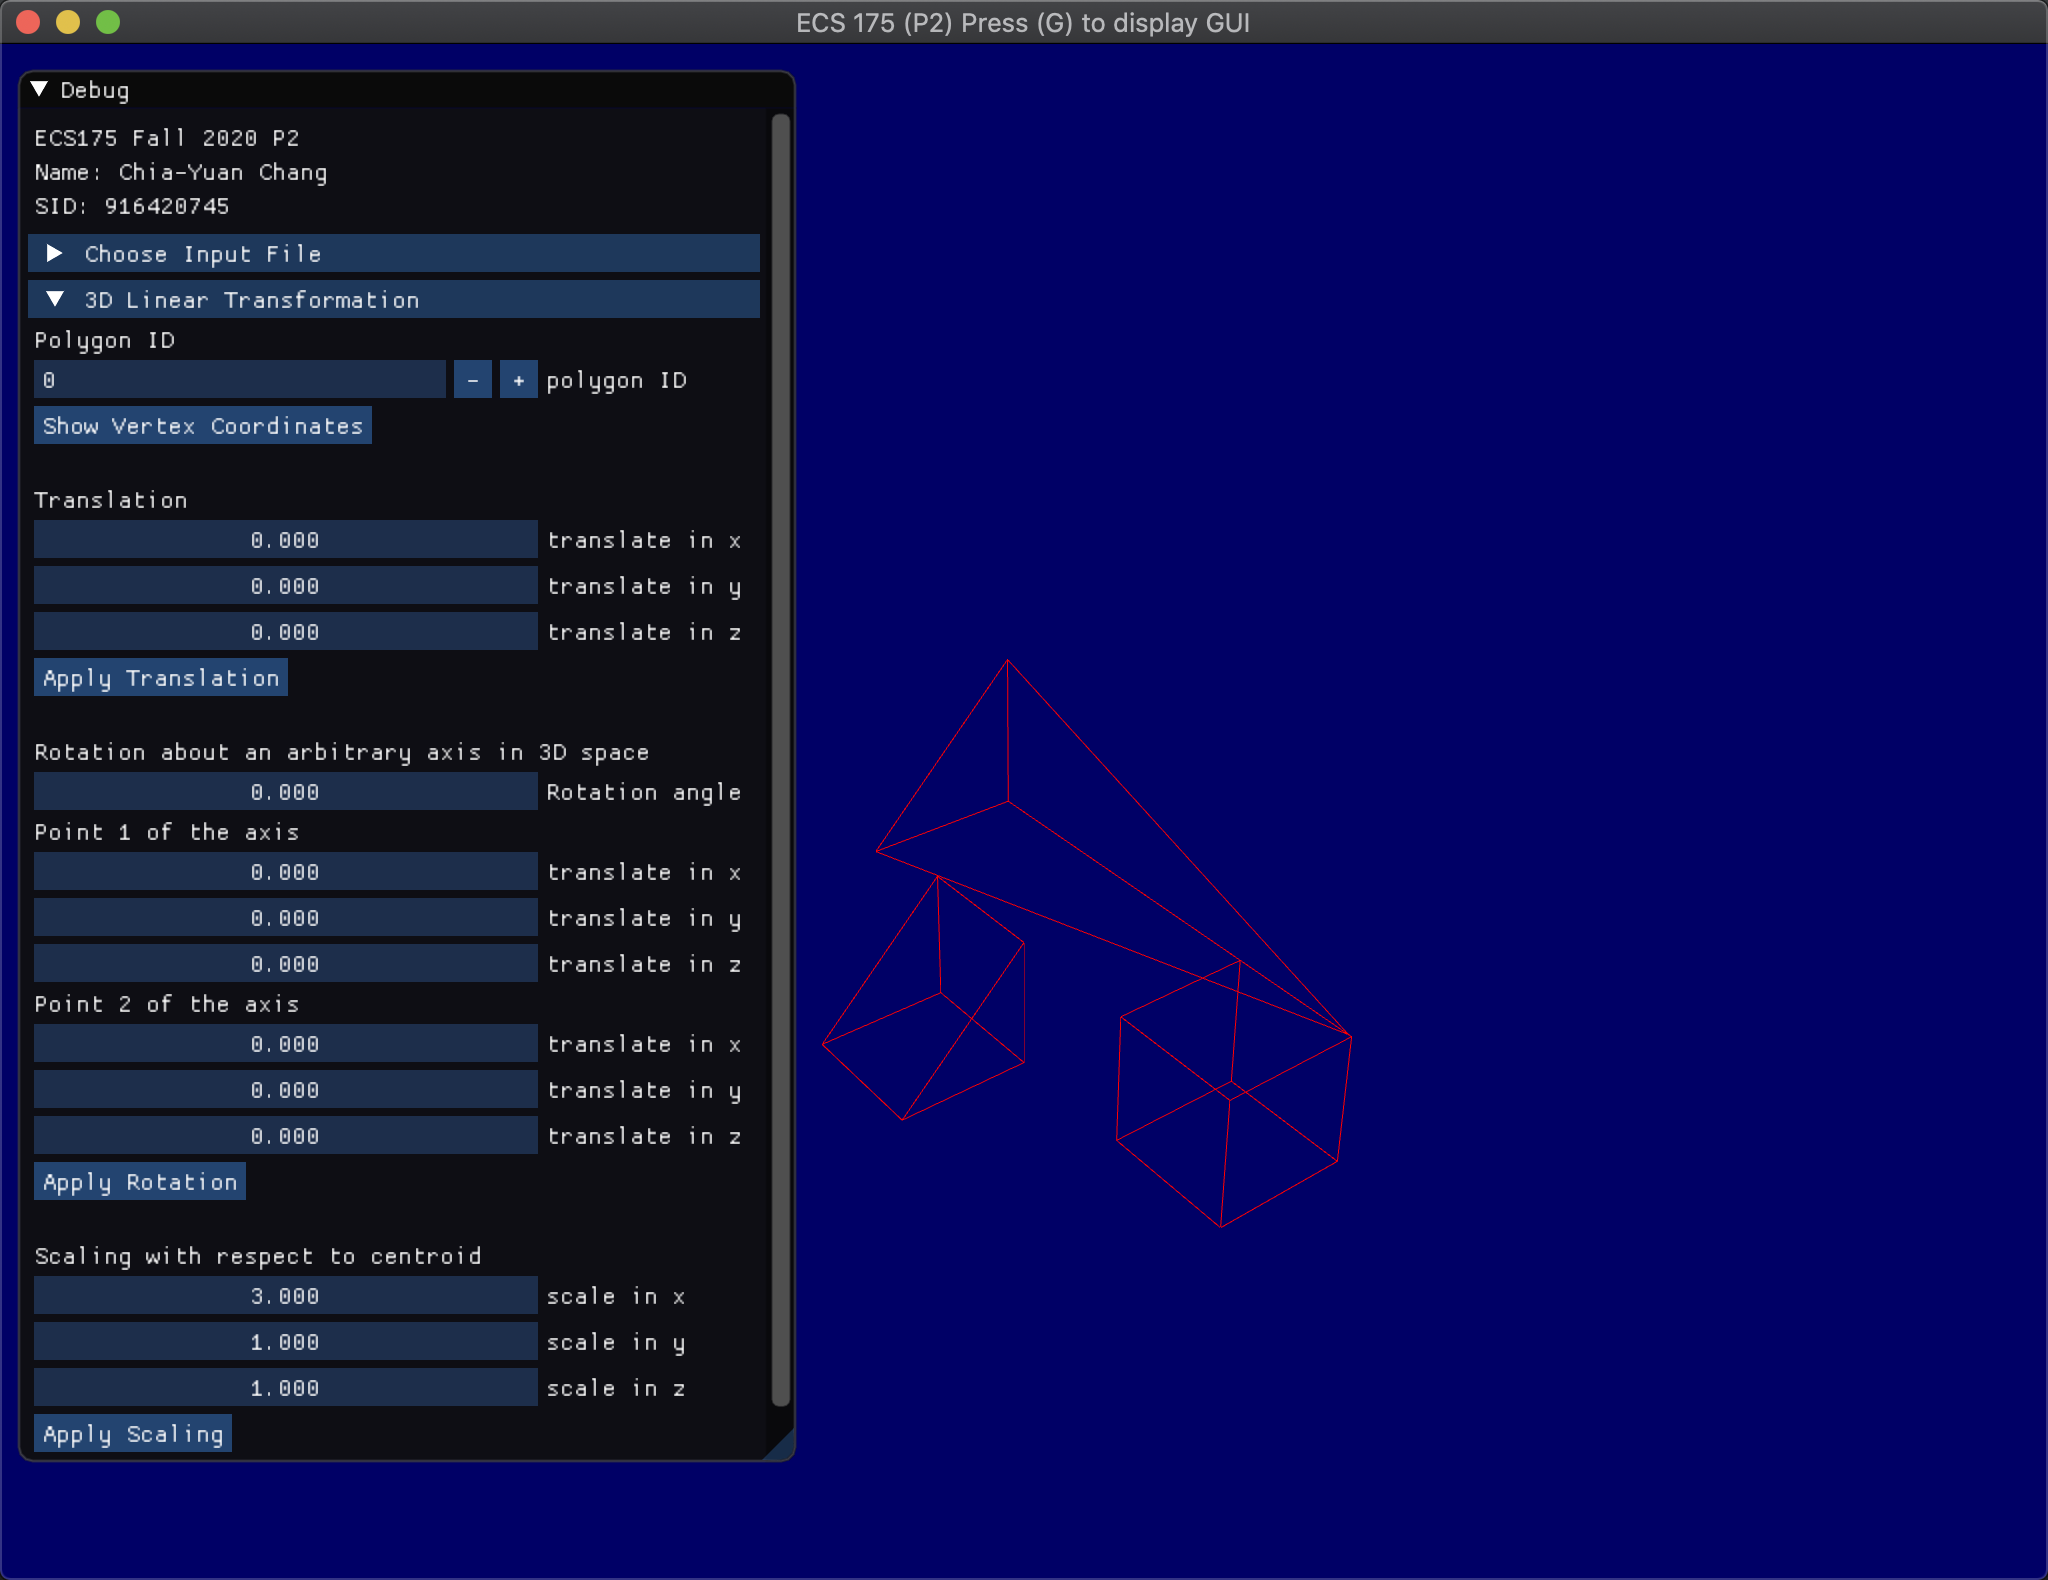 ECS 175 (P2) Press (G) to display GUI
Debug
ECS175 Fall 2020 P2
Name: Chia-Yuan Chang
SID: 916420745
Choose Input File
3D Linear Transformation
Polygon ID
0 - + polygon ID
Show Vertex Coordinates
Translation
0.000 translate in x
0.000 translate in y
0.000 translate in z
Apply Translation
Rotation about an arbitrary axis in 3D space
0.000 Rotation angle
Point 1 of the axis
0.000 translate in x
0.000 translate in y
0.000 translate in z
Point 2 of the axis
0.000 translate in x
0.000 translate in y
0.000 translate in z
Apply Rotation
Scaling with respect to centroid
3.000 scale in x
1.000 scale in y
1.000 scale in z
Apply Scaling